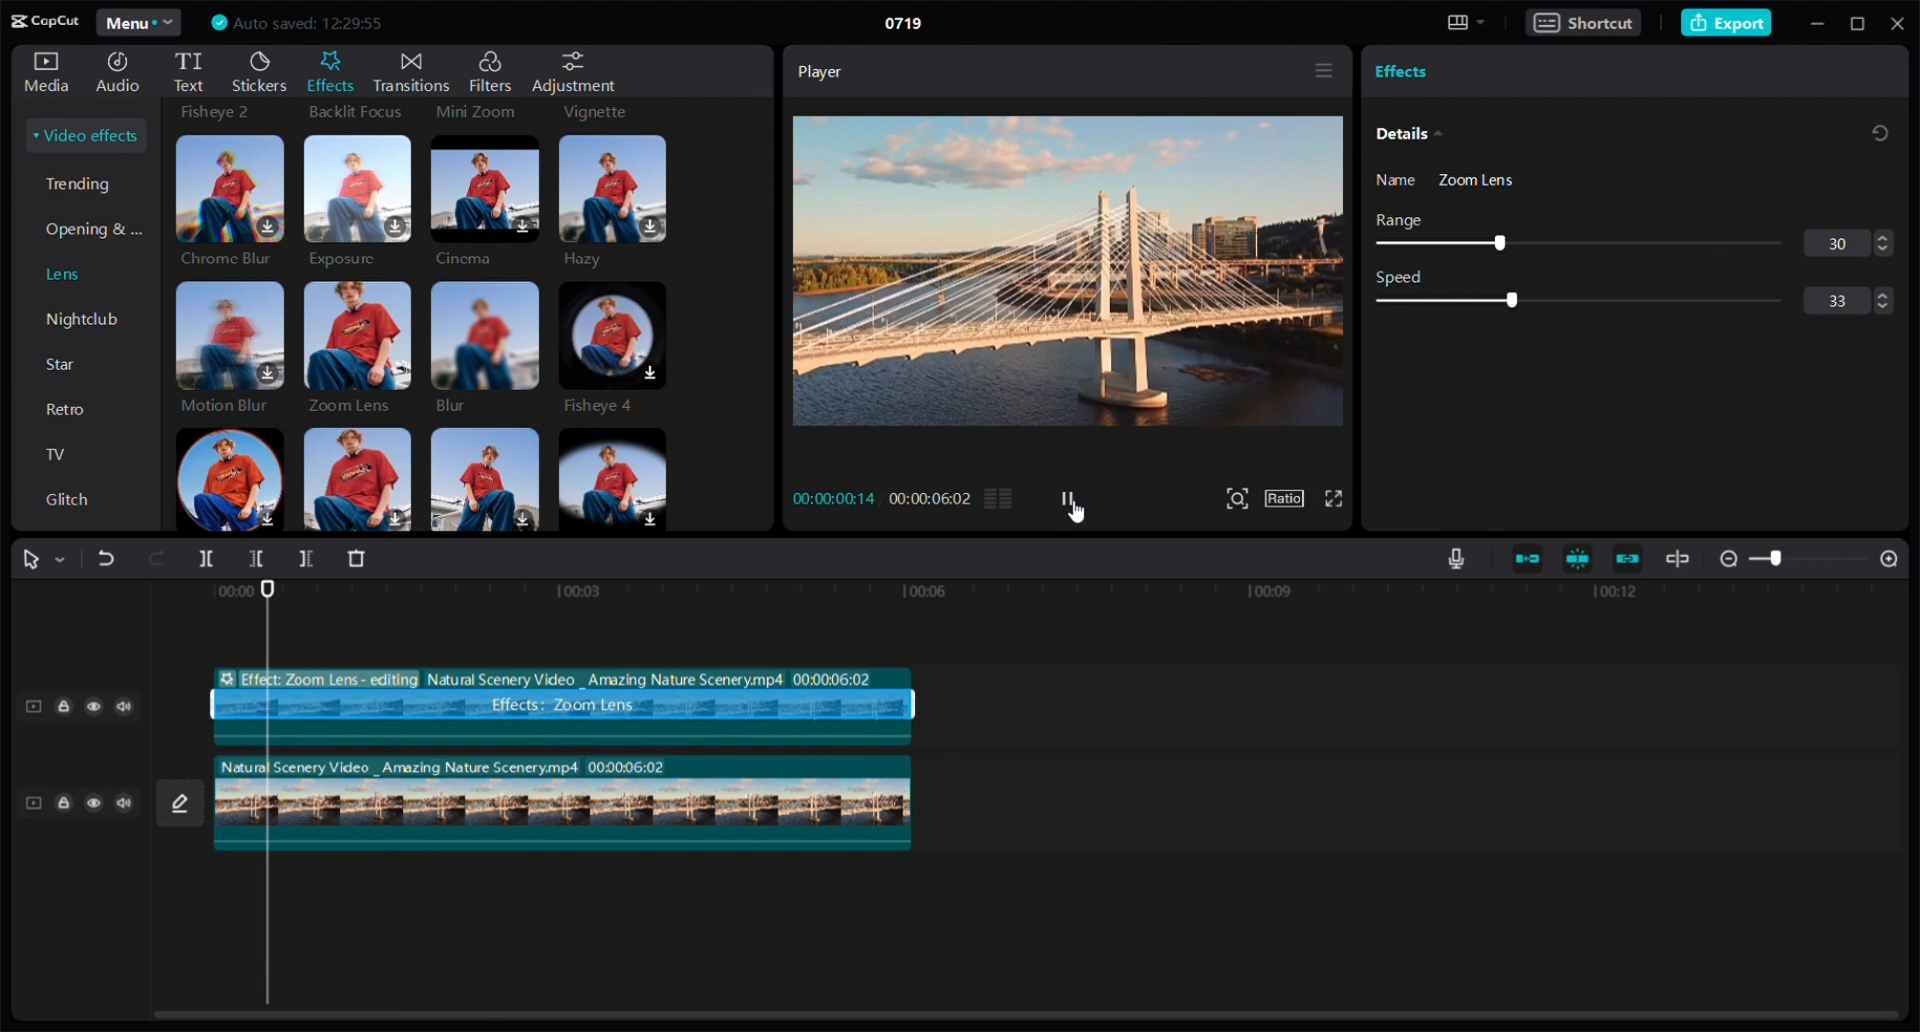 CapCut Menu Auto saved: 12:29:55 0719 Shortcut Export
Media Audio TI Text Stickers Effects Transitions Filters Adjustment
Player
Effects
Fisheye 2 Backlit Focus Mini Zoom Vignette
Video effects
Trending
Opening & ...
Lens
Nightclub
Star
Retro
TV
Glitch
Chrome Blur Exposure Cinema Hazy
Motion Blur Zoom Lens Blur Fisheye 4
00:00:00:14 00:00:06:02 Ratio
Details
Name Zoom Lens
Range
30
Speed
33
00:00 00:03 00:06 00:09 00:12
Effect: Zoom Lens - editing Natural Scenery Video _ Amazing Nature Scenery.mp4 00:00:06:02
Effects: Zoom Lens
Natural Scenery Video _ Amazing Nature Scenery.mp4 00:00:06:02